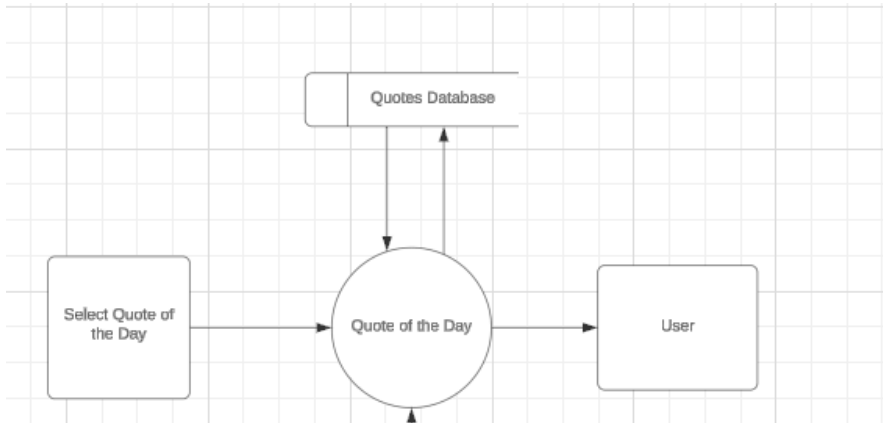 Quotes Database
Select Quote of
the Day
Quote of the Day
User